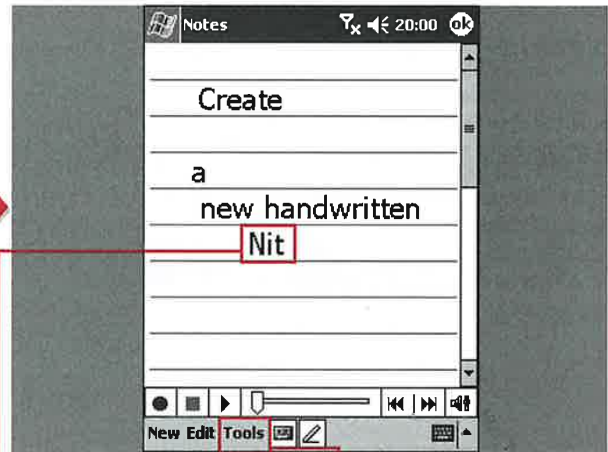 Notes 20:00 ok
Create
a
new handwritten
Nit
New Edit Tools